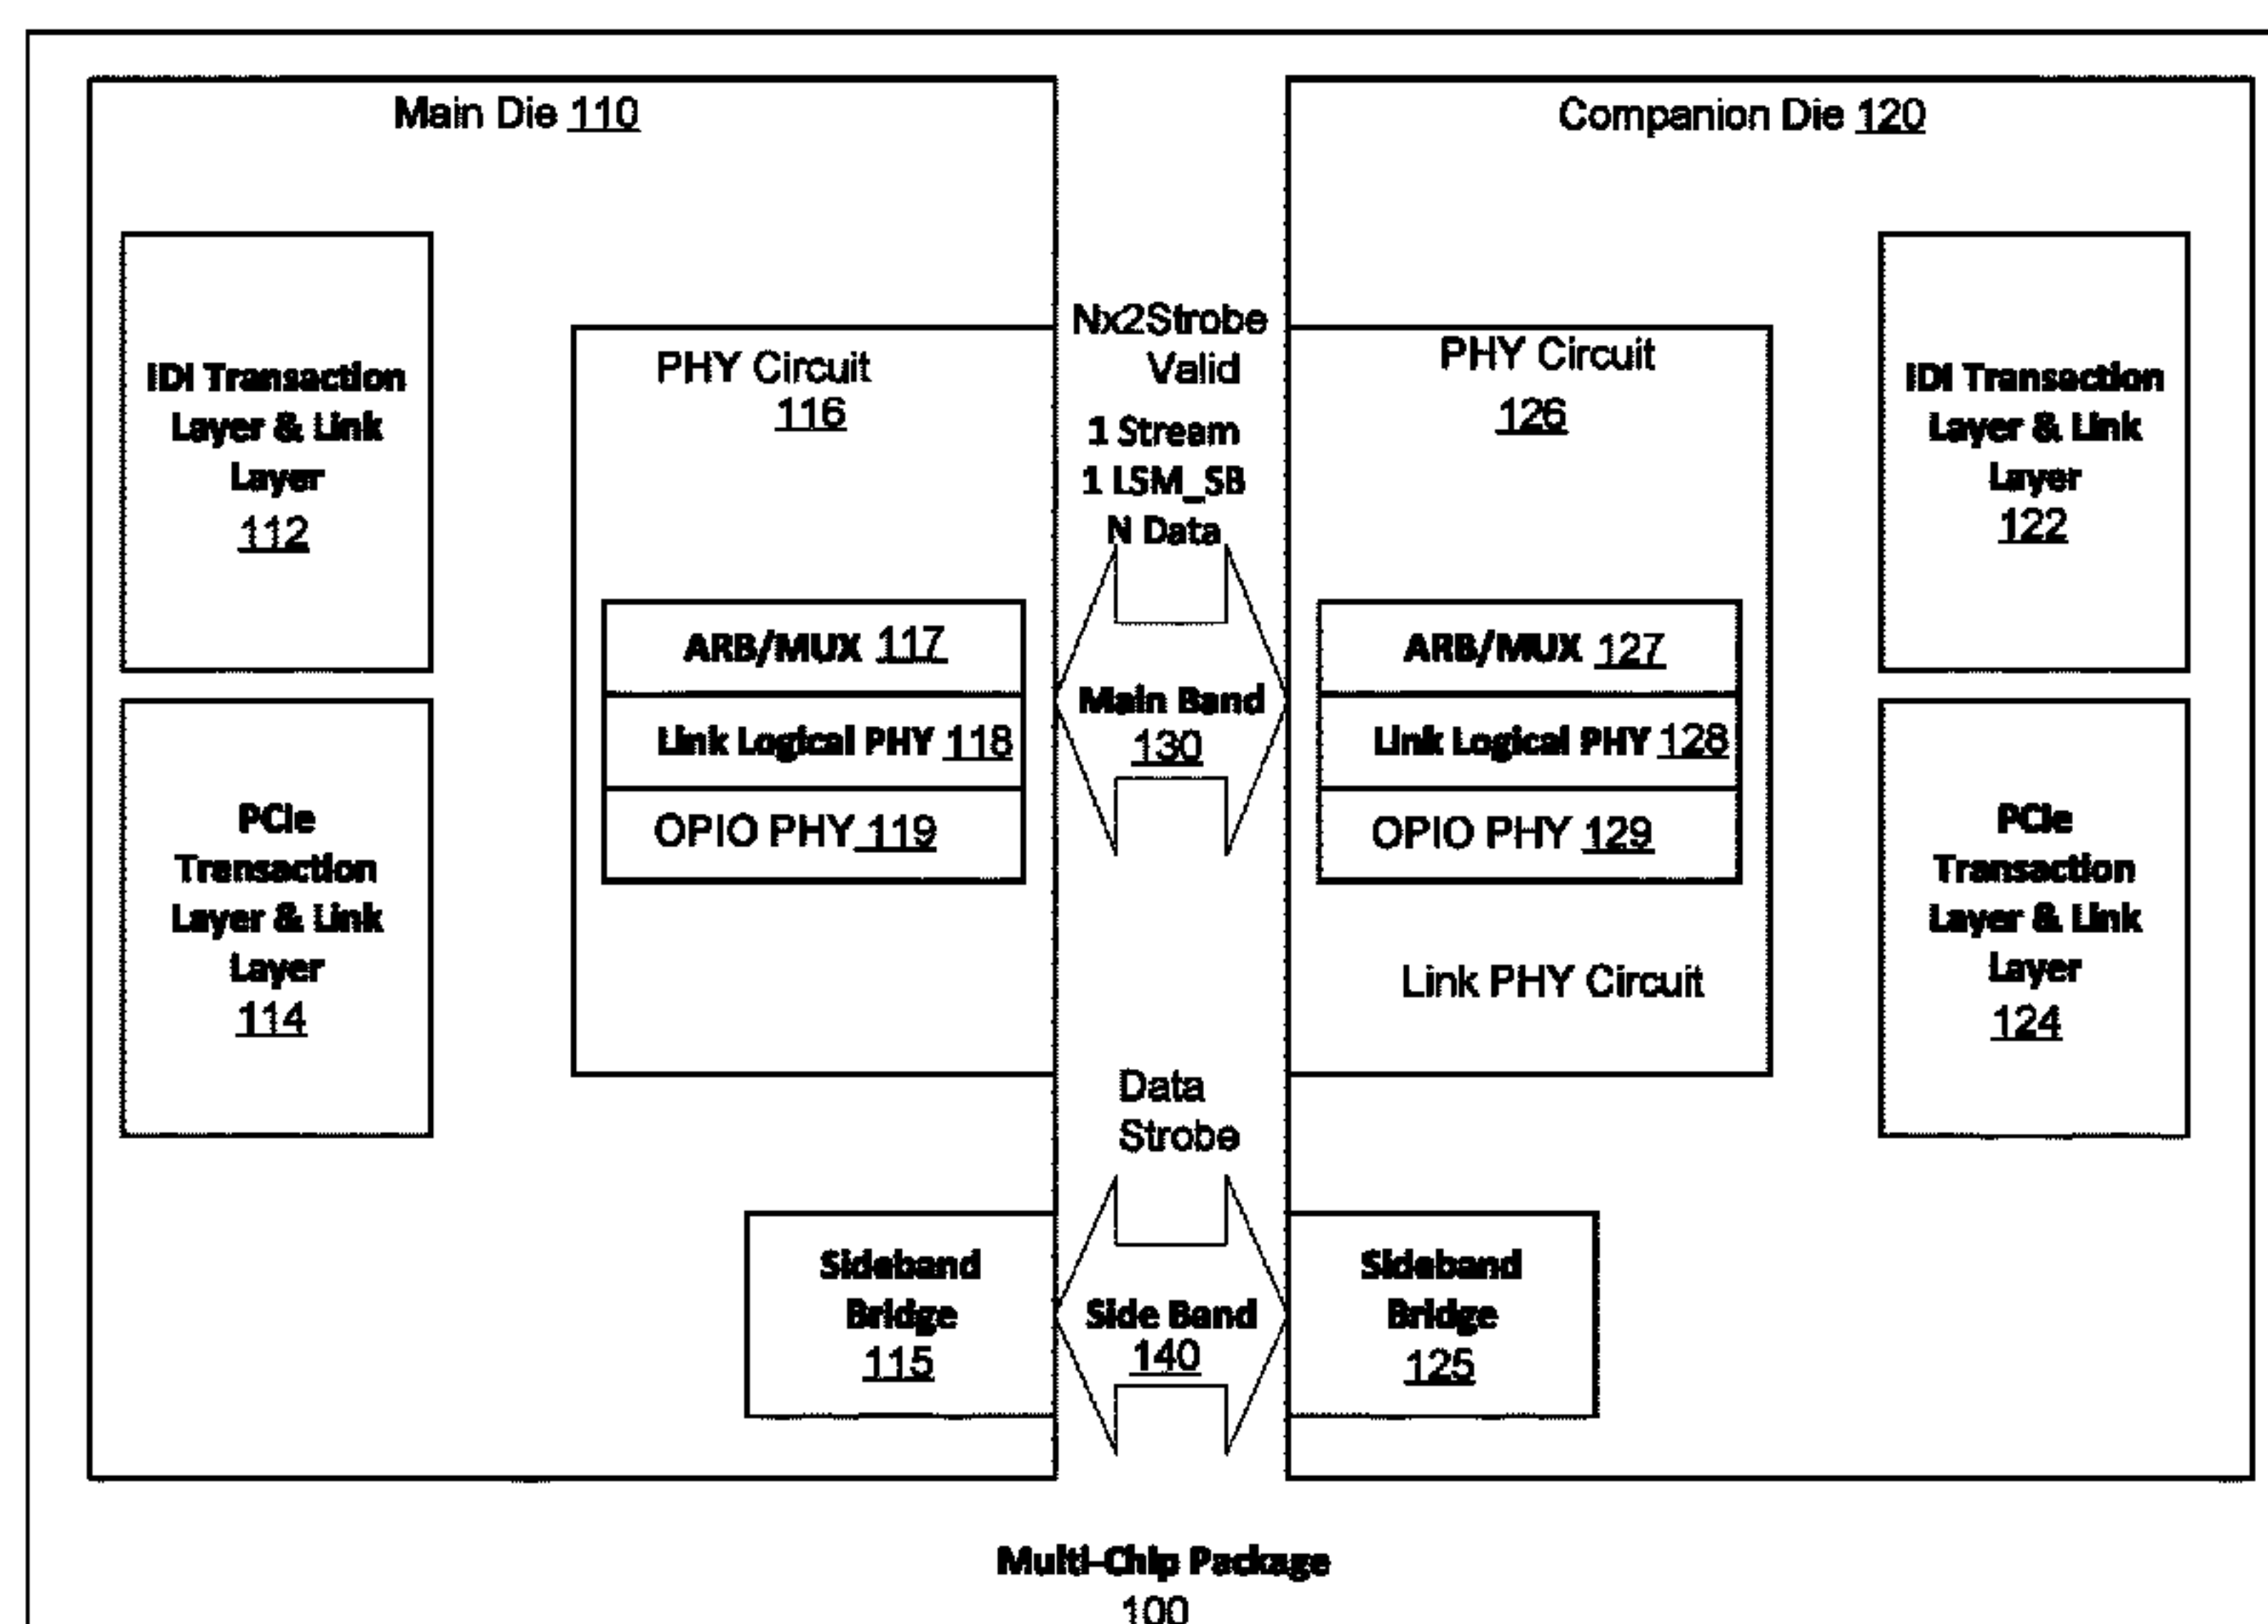 Main Die 110
IDI Transaction
Layer & Link
Layer
112
PCIe
Transaction
Layer & Link
Layer
114
PHY Circuit
116
ARB/MUX 117
Link Logical PHY 118
OPIO PHY 119
Sideband
Bridge
115
Nx2Strobe
Valid
1 Stream
1 LSM_SB
N Data
Main Band
130
Data
Strobe
Side Band
140
Companion Die 120
PHY Circuit
126
ARB/MUX 127
Link Logical PHY 128
OPIO PHY 129
Link PHY Circuit
Sideband
Bridge
125
IDI Transaction
Layer & Link
Layer
122
PCIe
Transaction
Layer & Link
Layer
124
Multi-Chip Package
100